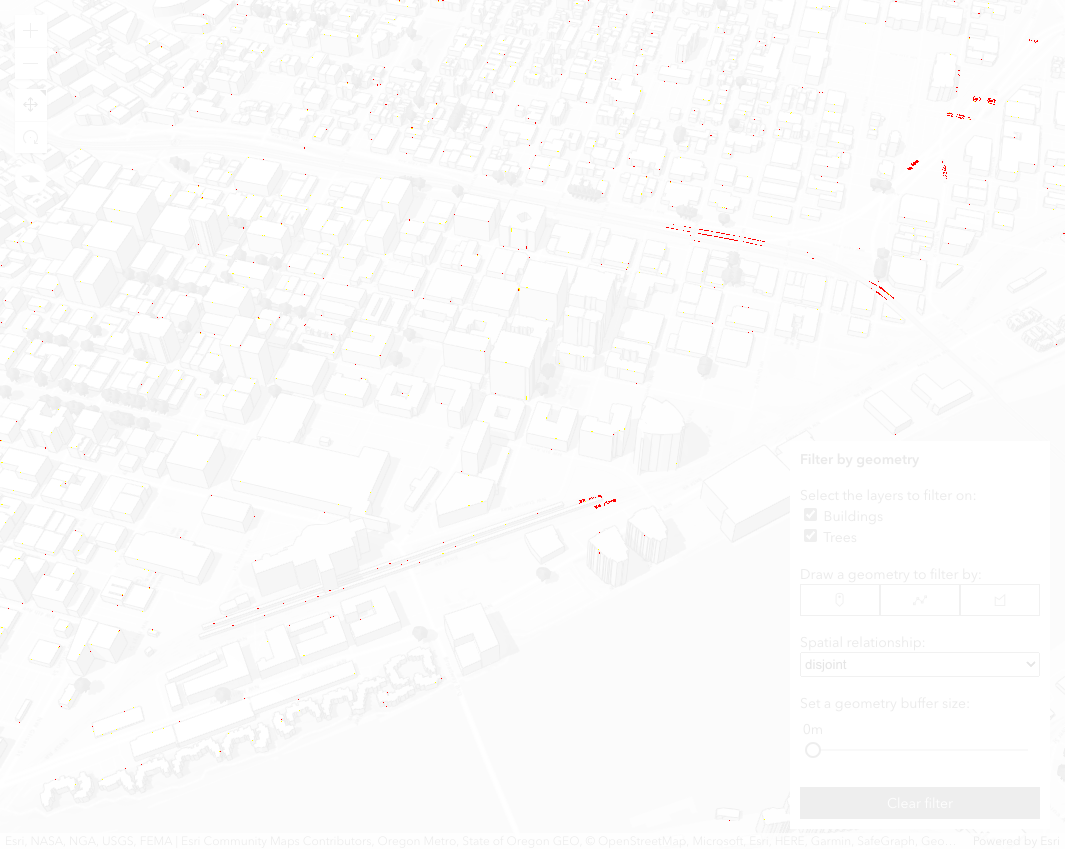 Filter by geometry
Select the layers to filter on:
Buildings
Trees
Draw a geometry to filter by:
Spatial relationship:
disjoint
Set a geometry buffer size:
0m
Clear filter
Esri, NASA, NGA, USGS, FEMA | Esri Community Maps Contributors, Oregon Metro, State of Oregon GEO, © OpenStreetMap, Microsoft, Esri, HERE, Garmin, SafeGraph, Geo... Powered by Esri